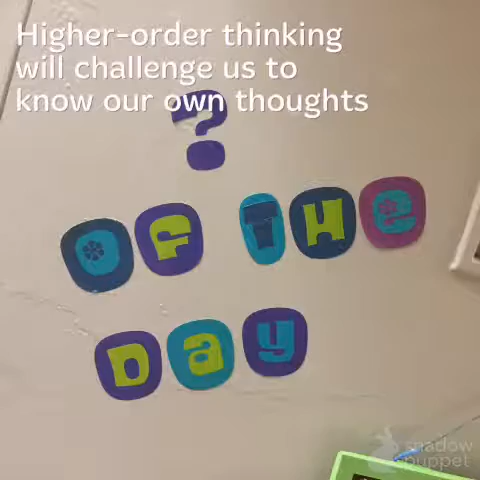 Higher-order thinking
will challenge us to
know our own thoughts
?
OF THE
DAY
shadow
puppet